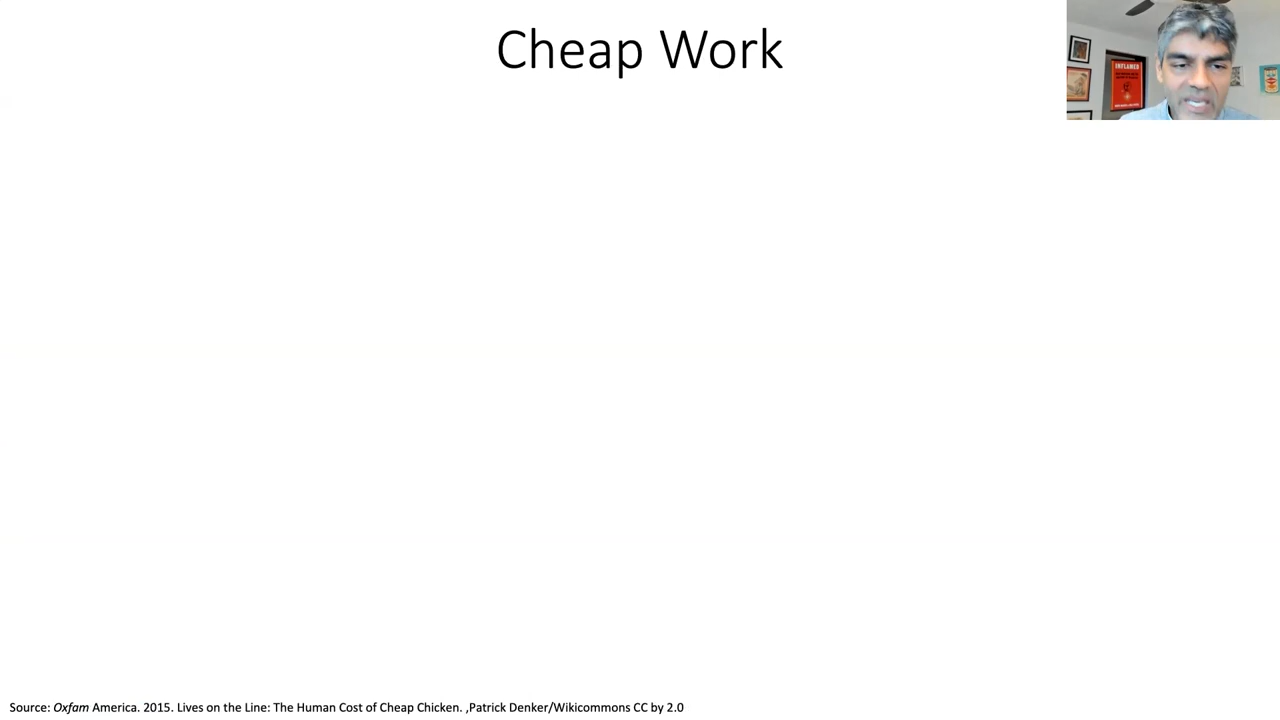 Cheap Work
INFLAMED
Source: Oxfam America. 2015. Lives on the Line: The Human Cost of Cheap Chicken. ,Patrick Denker/Wikicommons CC by 2.0